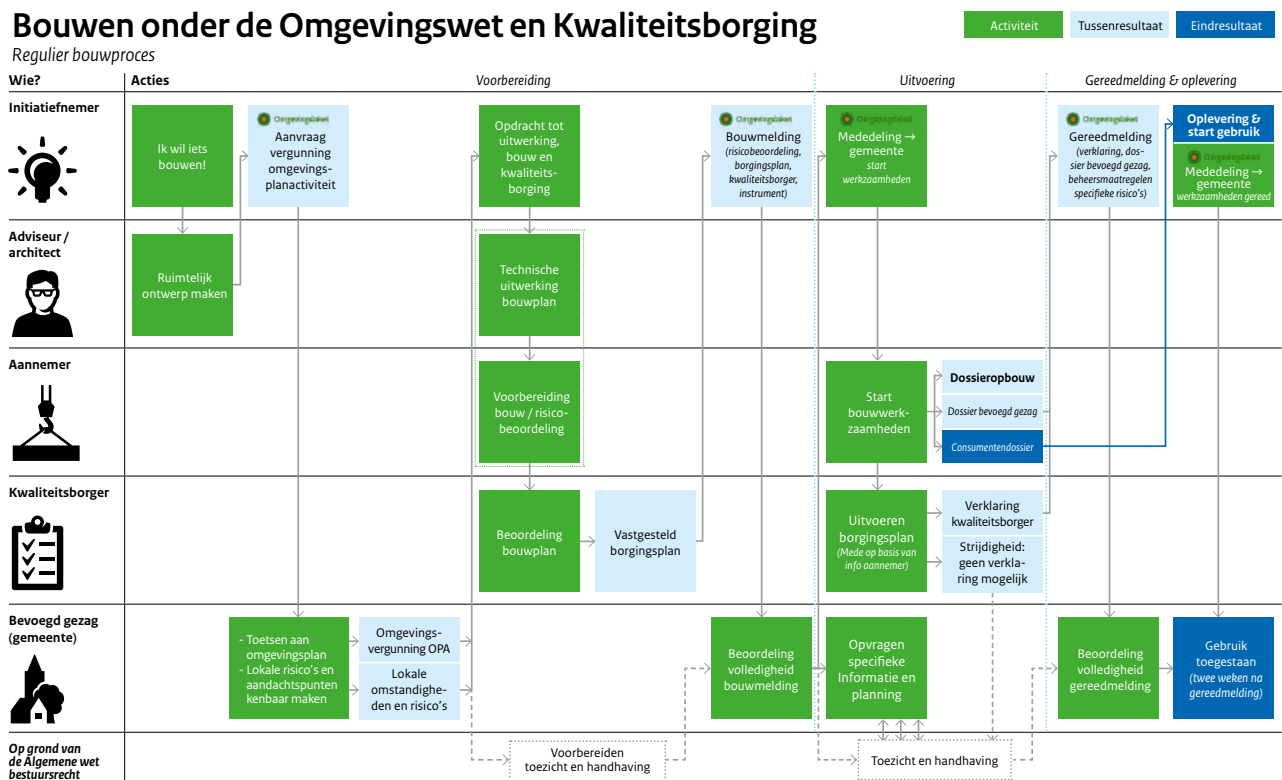 Bouwen onder de Omgevingswet en Kwaliteitsborging
Regulier bouwproces
Activiteit
Tussenresultaat
Eindresultaat
Wie?
Acties
Voorbereiding
Uitvoering
Gereedmelding & oplevering
Initiatiefnemer
Ik wil iets
bouwen!
Omgevingsloket
Aanvraag
vergunning
omgevings-
planactiviteit
Opdracht tot
uitwerking,
bouw en
kwaliteits-
borging
Omgevingsloket
Bouwmelding
(risicobeoordeling,
borgingsplan,
kwaliteitsborger,
instrument)
Omgevingsloket
Mededeling →
gemeente
start
werkzaamheden
Omgevingsloket
Gereedmelding
(verklaring, dos-
sier bevoegd gezag,
beheersmaatregelen
specifieke risico's)
Oplevering &
start gebruik
Omgevingsloket
Mededeling →
gemeente
werkzaamheden gereed
Adviseur /
architect
Ruimtelijk
ontwerp maken
Technische
uitwerking
bouwplan
Aannemer
Voorbereiding
bouw / risico-
beoordeling
Start
bouwwerk-
zaamheden
Dossieropbouw
Dossier bevoegd gezag
Consumentendossier
Kwaliteitsborger
Beoordeling
bouwplan
Vastgesteld
borgingsplan
Uitvoeren
borgingsplan
(Mede op basis van
info aannemer)
Verklaring
kwaliteitsborger
Strijdigheid:
geen verkla-
ring mogelijk
Bevoegd gezag
(gemeente)
- Toetsen aan
omgevingsplan
- Lokale risico's en
aandachtspunten
kenbaar maken
Omgevings-
vergunning OPA
Lokale
omstandighe-
den en risico's
Beoordeling
volledigheid
bouwmelding
Opvragen
specifieke
Informatie en
planning
Beoordeling
volledigheid
gereedmelding
Gebruik
toegestaan
(twee weken na
gereedmelding)
Op grond van
de Algemene wet
bestuursrecht
Voorbereiden
toezicht en handhaving
Toezicht en handhaving